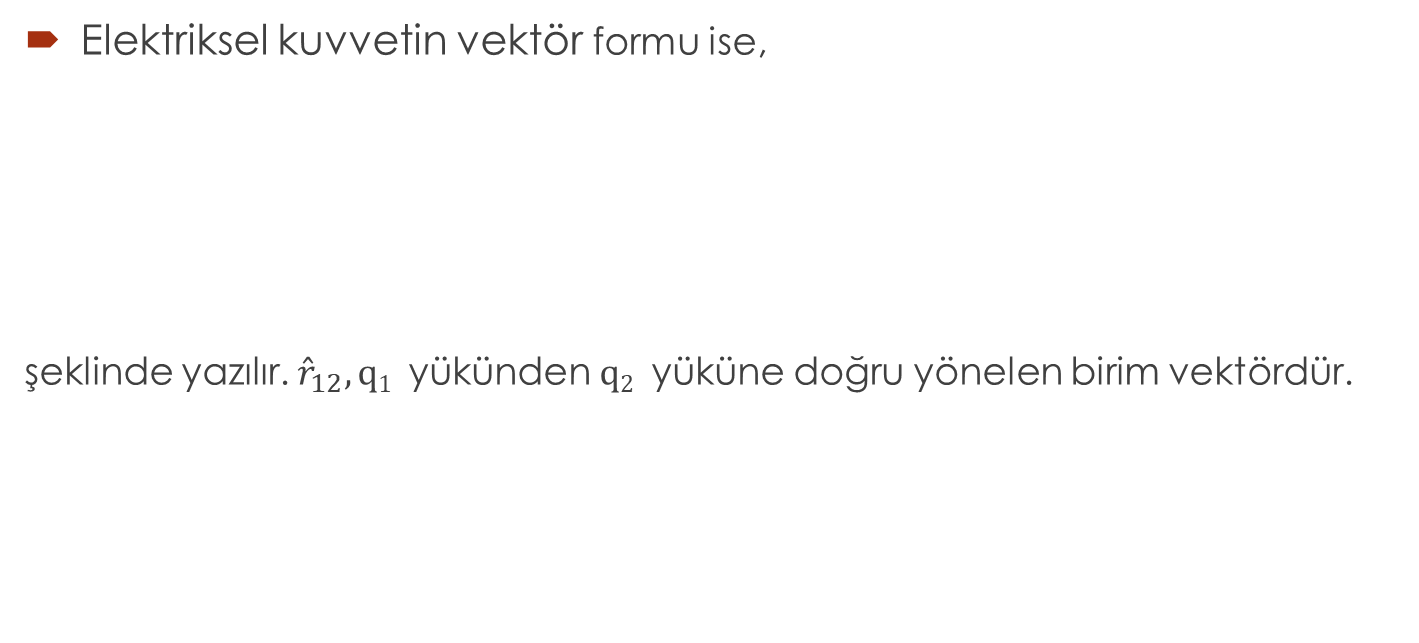 Elektriksel kuvvetin vektör formu ise,
şeklinde yazılır. r̂₁₂, q₁ yükünden q₂ yüküne doğru yönelen birim vektördür.